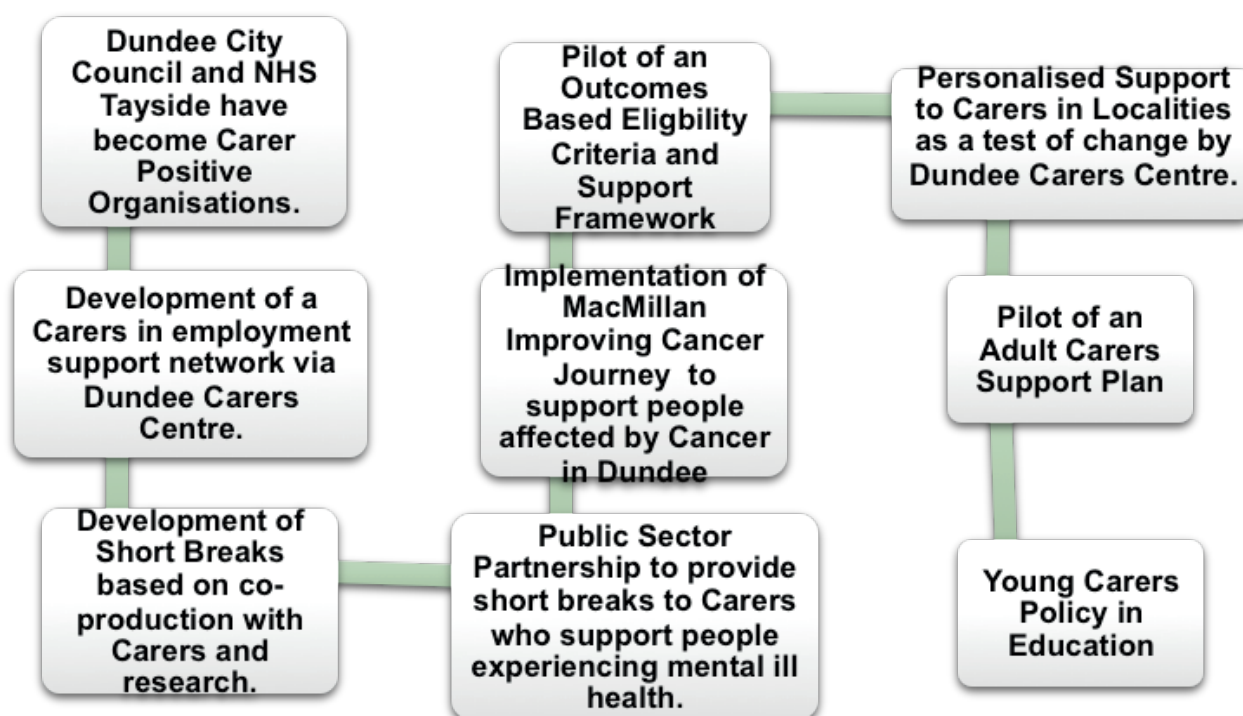 Dundee City
Council and NHS
Tayside have
become Carer
Positive
Organisations.
Development of a
Carers in employment
support network via
Dundee Carers
Centre.
Development of
Short Breaks
based on co-
production with
Carers and
research.
Public Sector
Partnership to provide
short breaks to Carers
who support people
experiencing mental ill
health.
Implementation of
MacMillan
Improving Cancer
Journey to
support people
affected by Cancer
in Dundee
Pilot of an
Outcomes
Based Eligbility
Criteria and
Support
Framework
Personalised Support
to Carers in Localities
as a test of change by
Dundee Carers Centre.
Pilot of an
Adult Carers
Support Plan
Young Carers
Policy in
Education